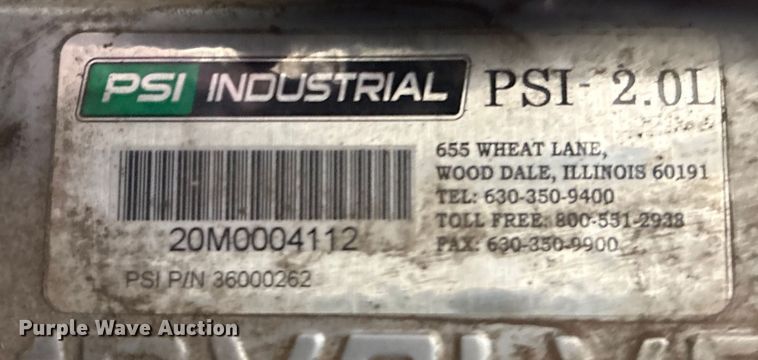 PSI INDUSTRIAL PSI- 2.0L
655 WHEAT LANE,
WOOD DALE, ILLINOIS 60191
TEL: 630-350-9400
TOLL FREE: 800-551-2938
FAX: 630-350-9900
20M0004112
PSI P/N 36000262
Purple Wave Auction